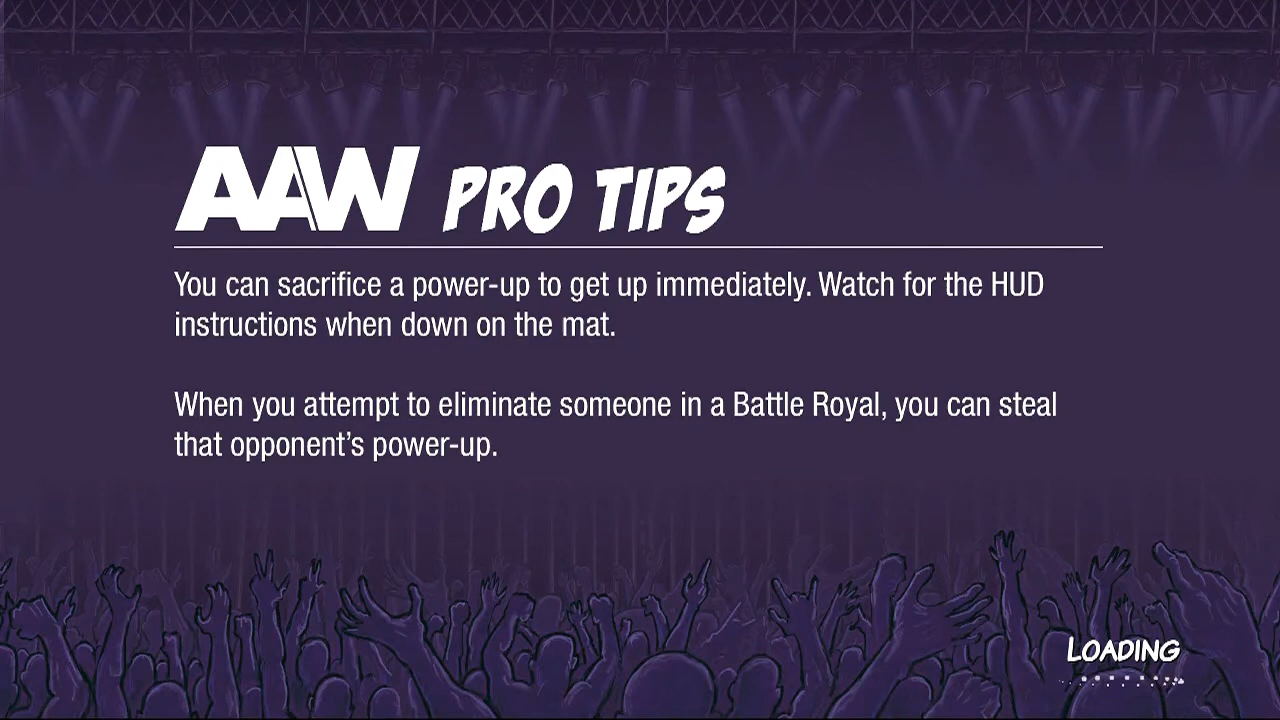 AAW PRO TIPS
You can sacrifice a power-up to get up immediately. Watch for the HUD
instructions when down on the mat.
When you attempt to eliminate someone in a Battle Royal, you can steal
that opponent’s power-up.
LOADING